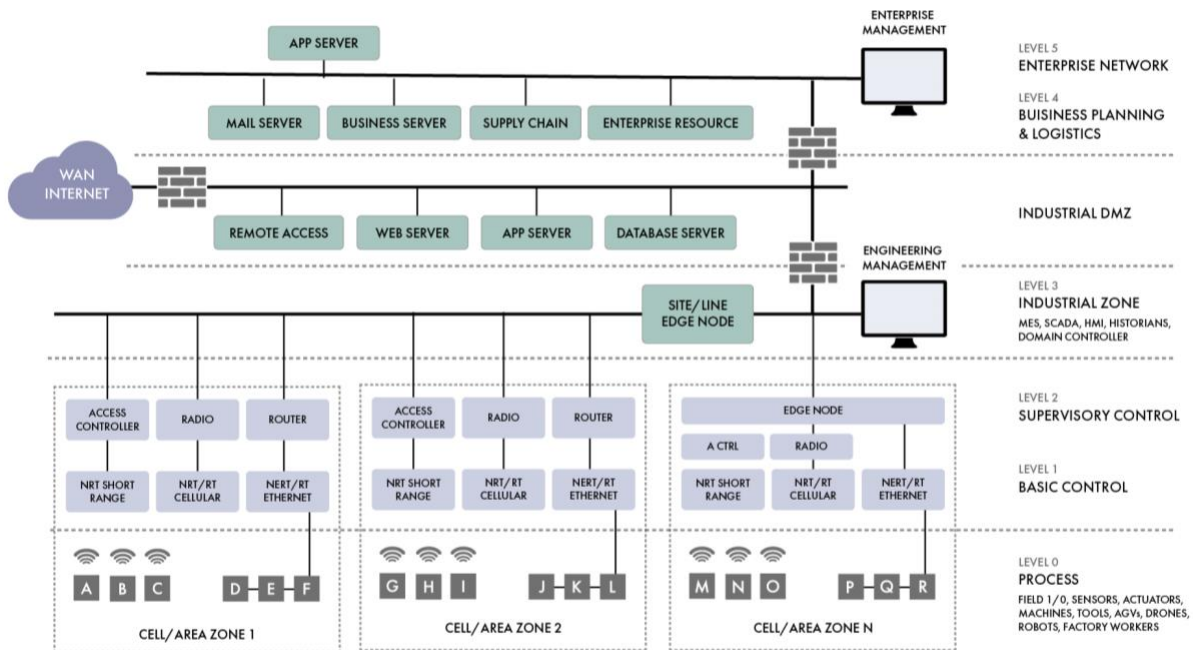 ENTERPRISE
MANAGEMENT
APP SERVER
LEVEL 5
ENTERPRISE NETWORK
MAIL SERVER
BUSINESS SERVER
SUPPLY CHAIN
ENTERPRISE RESOURCE
LEVEL 4
BUISINESS PLANNING
& LOGISTICS
WAN
INTERNET
REMOTE ACCESS
WEB SERVER
APP SERVER
DATABASE SERVER
INDUSTRIAL DMZ
ENGINEERING
MANAGEMENT
SITE/LINE
EDGE NODE
LEVEL 3
INDUSTRIAL ZONE
MES, SCADA, HMI, HISTORIANS,
DOMAIN CONTROLLER
ACCESS
CONTROLLER
RADIO
ROUTER
NRT SHORT
RANGE
NRT/RT
CELLULAR
NERT/RT
ETHERNET
A
B
C
D
E
F
CELL/AREA ZONE 1
ACCESS
CONTROLLER
RADIO
ROUTER
NRT SHORT
RANGE
NRT/RT
CELLULAR
NERT/RT
ETHERNET
G
H
I
J
K
L
CELL/AREA ZONE 2
EDGE NODE
A CTRL
RADIO
NRT SHORT
RANGE
NRT/RT
CELLULAR
NERT/RT
ETHERNET
M
N
O
P
Q
R
CELL/AREA ZONE N
LEVEL 2
SUPERVISORY CONTROL
LEVEL 1
BASIC CONTROL
LEVEL 0
PROCESS
FIELD 1/0, SENSORS, ACTUATORS,
MACHINES, TOOLS, AGVs, DRONES,
ROBOTS, FACTORY WORKERS